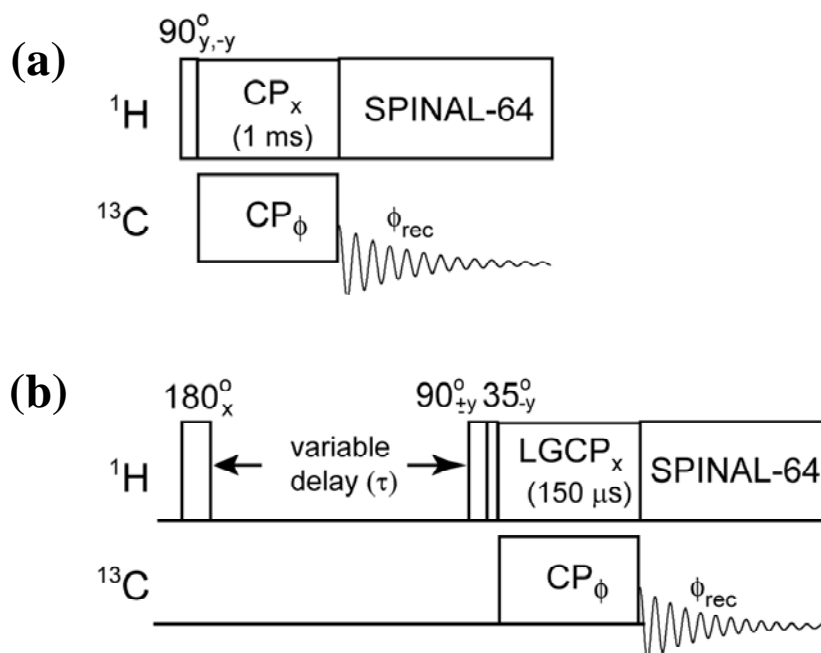 (a)
90°y,-y
¹H
CPx
(1 ms)
SPINAL-64
¹³C
CPϕ
ϕrec
(b)
180°x
90°±y 35°-y
¹H
variable
delay (τ)
LGCPx
(150 μs)
SPINAL-64
¹³C
CPϕ
ϕrec